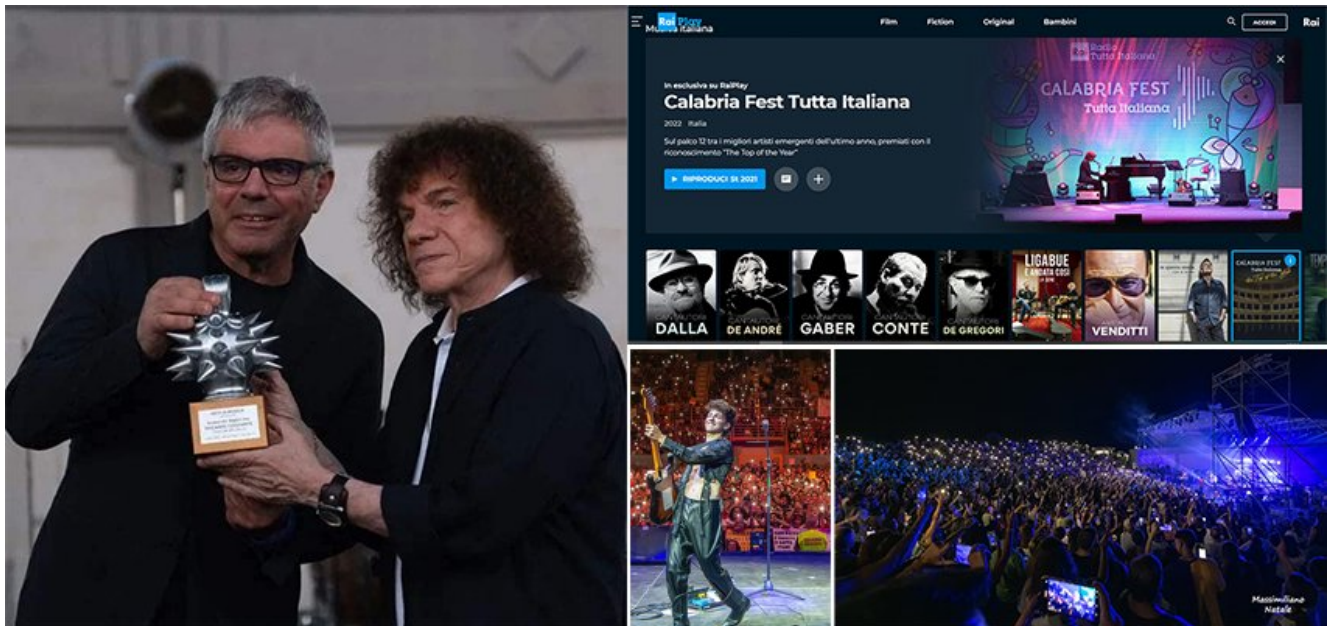 Rai Play
Film
Fiction
Original
Bambini
ACCEDI
Rai
Musica Italiana
In esclusiva su RaiPlay
Calabria Fest Tutta Italiana
2022 Italia
Sul palco 12 tra i migliori artisti emergenti dell'ultimo anno, premiati con il
riconoscimento "The Top of the Year"
RIPRODUCI S1: 2021
Rai Radio
Tutta Italiana
CALABRIA FEST
Tutta Italiana
DALLA
CANTAUTORI
DE ANDRÉ
CANTAUTORI
GABER
CANTAUTORI
CONTE
CANTAUTORI
DE GREGORI
LIGABUE
È ANDATA COSÌ
VENDITTI
CALABRIA FEST
Tutta Italiana
Massimiliano
Natale